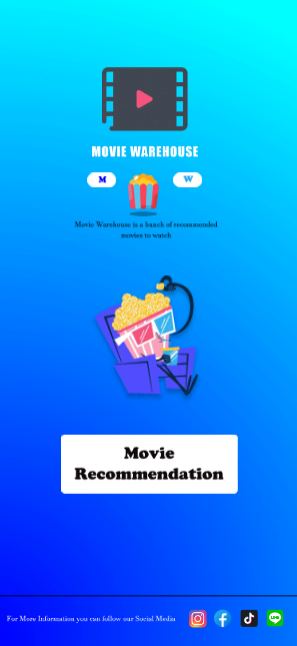 MOVIE WAREHOUSE
M W
Movie Warehouse is a bunch of recommended
movies to watch
Movie
Recommendation
For More Information you can follow our Social Media
LINE